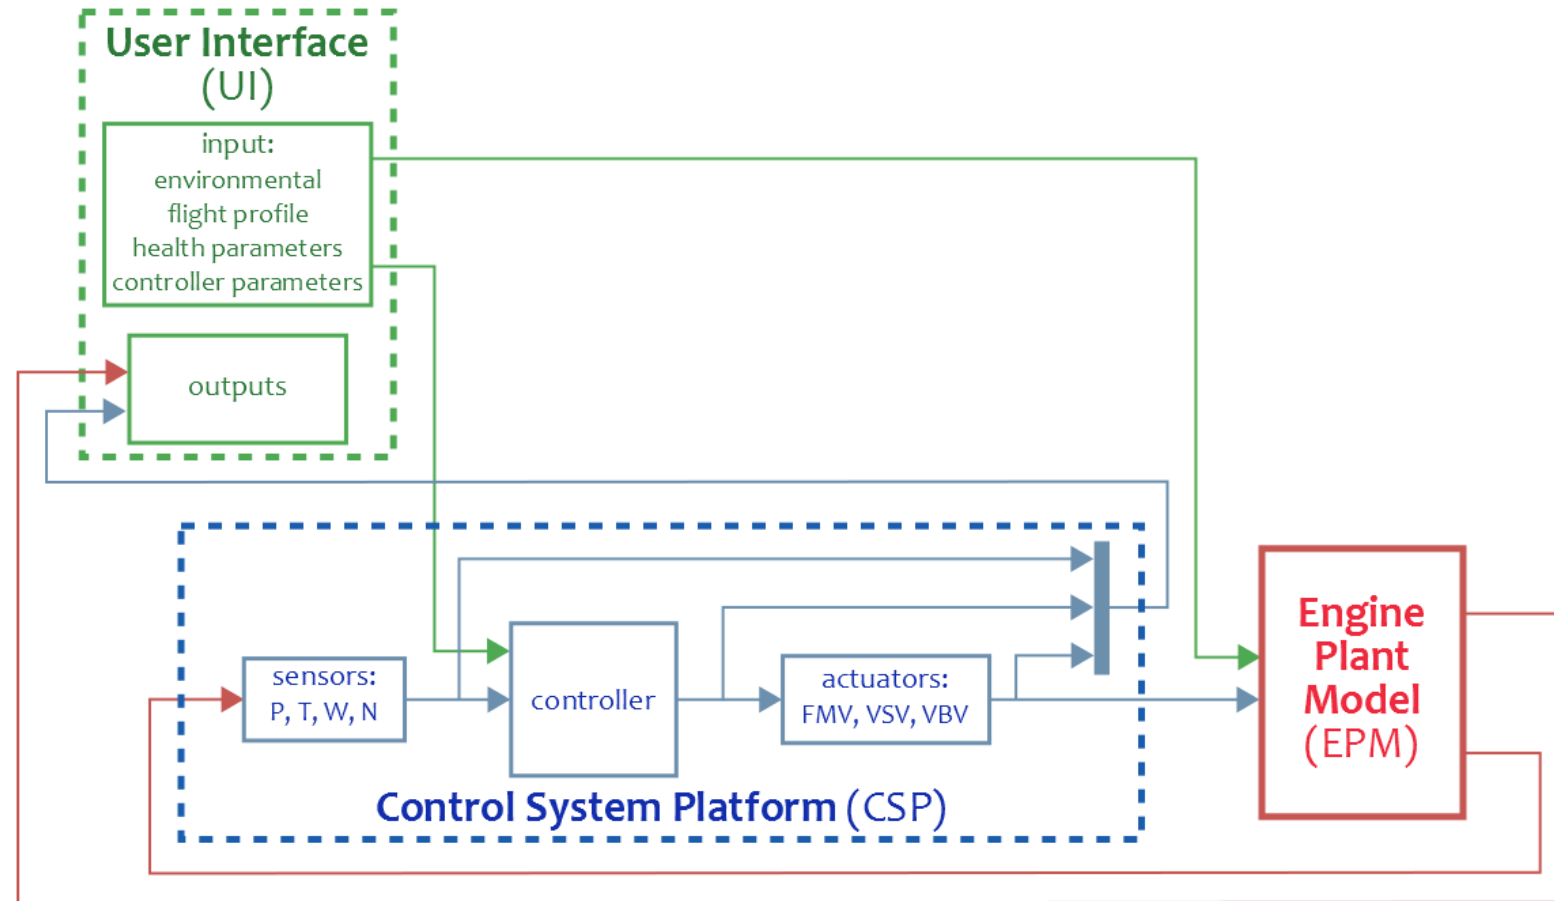 User Interface
(UI)
input:
environmental
flight profile
health parameters
controller parameters
outputs
sensors:
P, T, W, N
controller
actuators:
FMV, VSV, VBV
Control System Platform (CSP)
Engine
Plant
Model
(EPM)